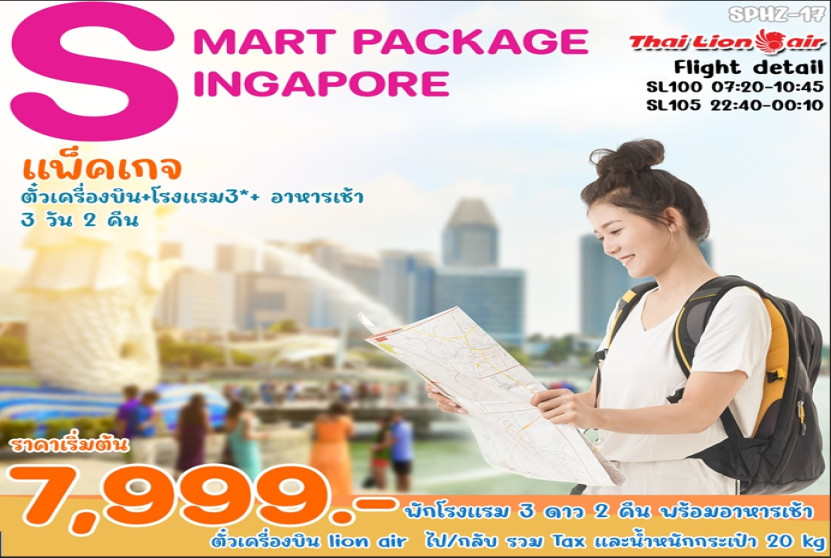 SPHZ-17
SMART PACKAGE
SINGAPORE
Thai Lion air
Flight detail
SL100 07:20-10:45
SL105 22:40-00:10
แพ็คเกจ
ตั๋วเครื่องบิน+โรงแรม3*+ อาหารเช้า
3 วัน 2 คืน
ราคาเริ่มต้น
7,999.-
พักโรงแรม 3 ดาว 2 คืน พร้อมอาหารเช้า
ตั๋วเครื่องบิน lion air ไป/กลับ รวม Tax และน้ำหนักกระเป๋า 20 kg